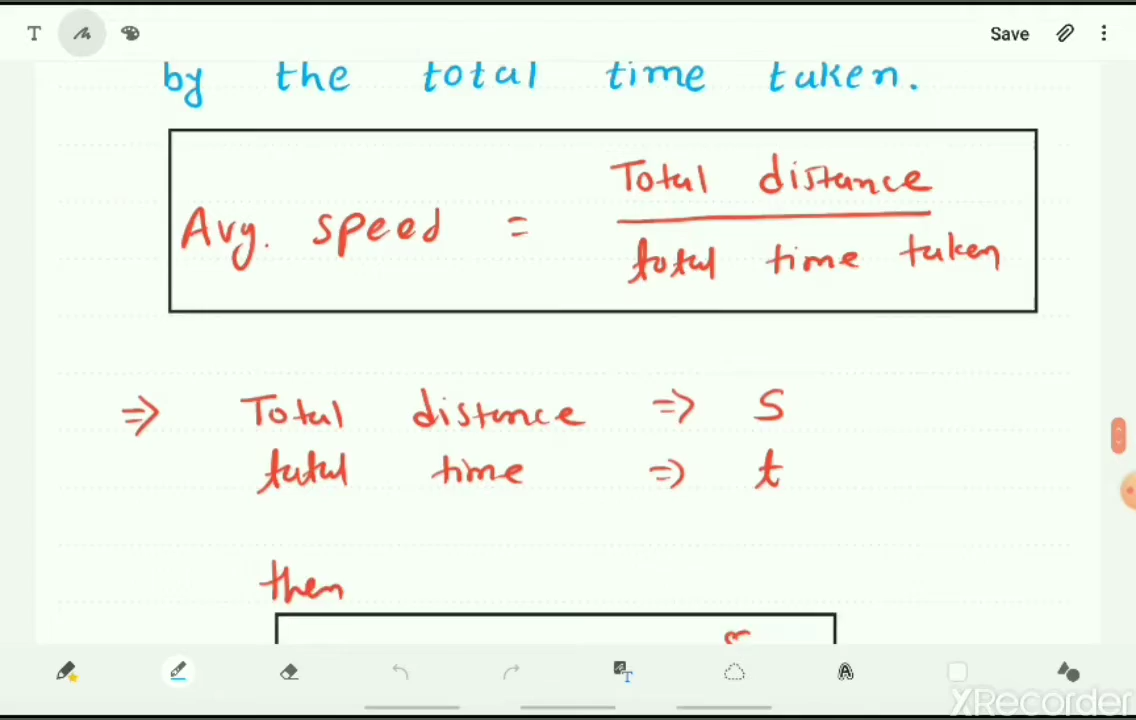 T Save
by the total time taken.
Total distance
Avg. speed =
total time taken
⇒ Total distance ⇒ S
total time ⇒ t
then
T
A
XRecorder